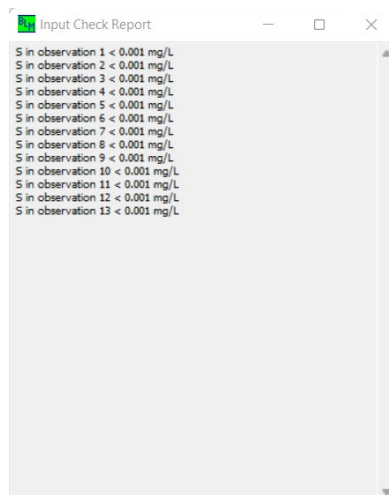 BLM Input Check Report
S in observation 1 < 0.001 mg/L
S in observation 2 < 0.001 mg/L
S in observation 3 < 0.001 mg/L
S in observation 4 < 0.001 mg/L
S in observation 5 < 0.001 mg/L
S in observation 6 < 0.001 mg/L
S in observation 7 < 0.001 mg/L
S in observation 8 < 0.001 mg/L
S in observation 9 < 0.001 mg/L
S in observation 10 < 0.001 mg/L
S in observation 11 < 0.001 mg/L
S in observation 12 < 0.001 mg/L
S in observation 13 < 0.001 mg/L